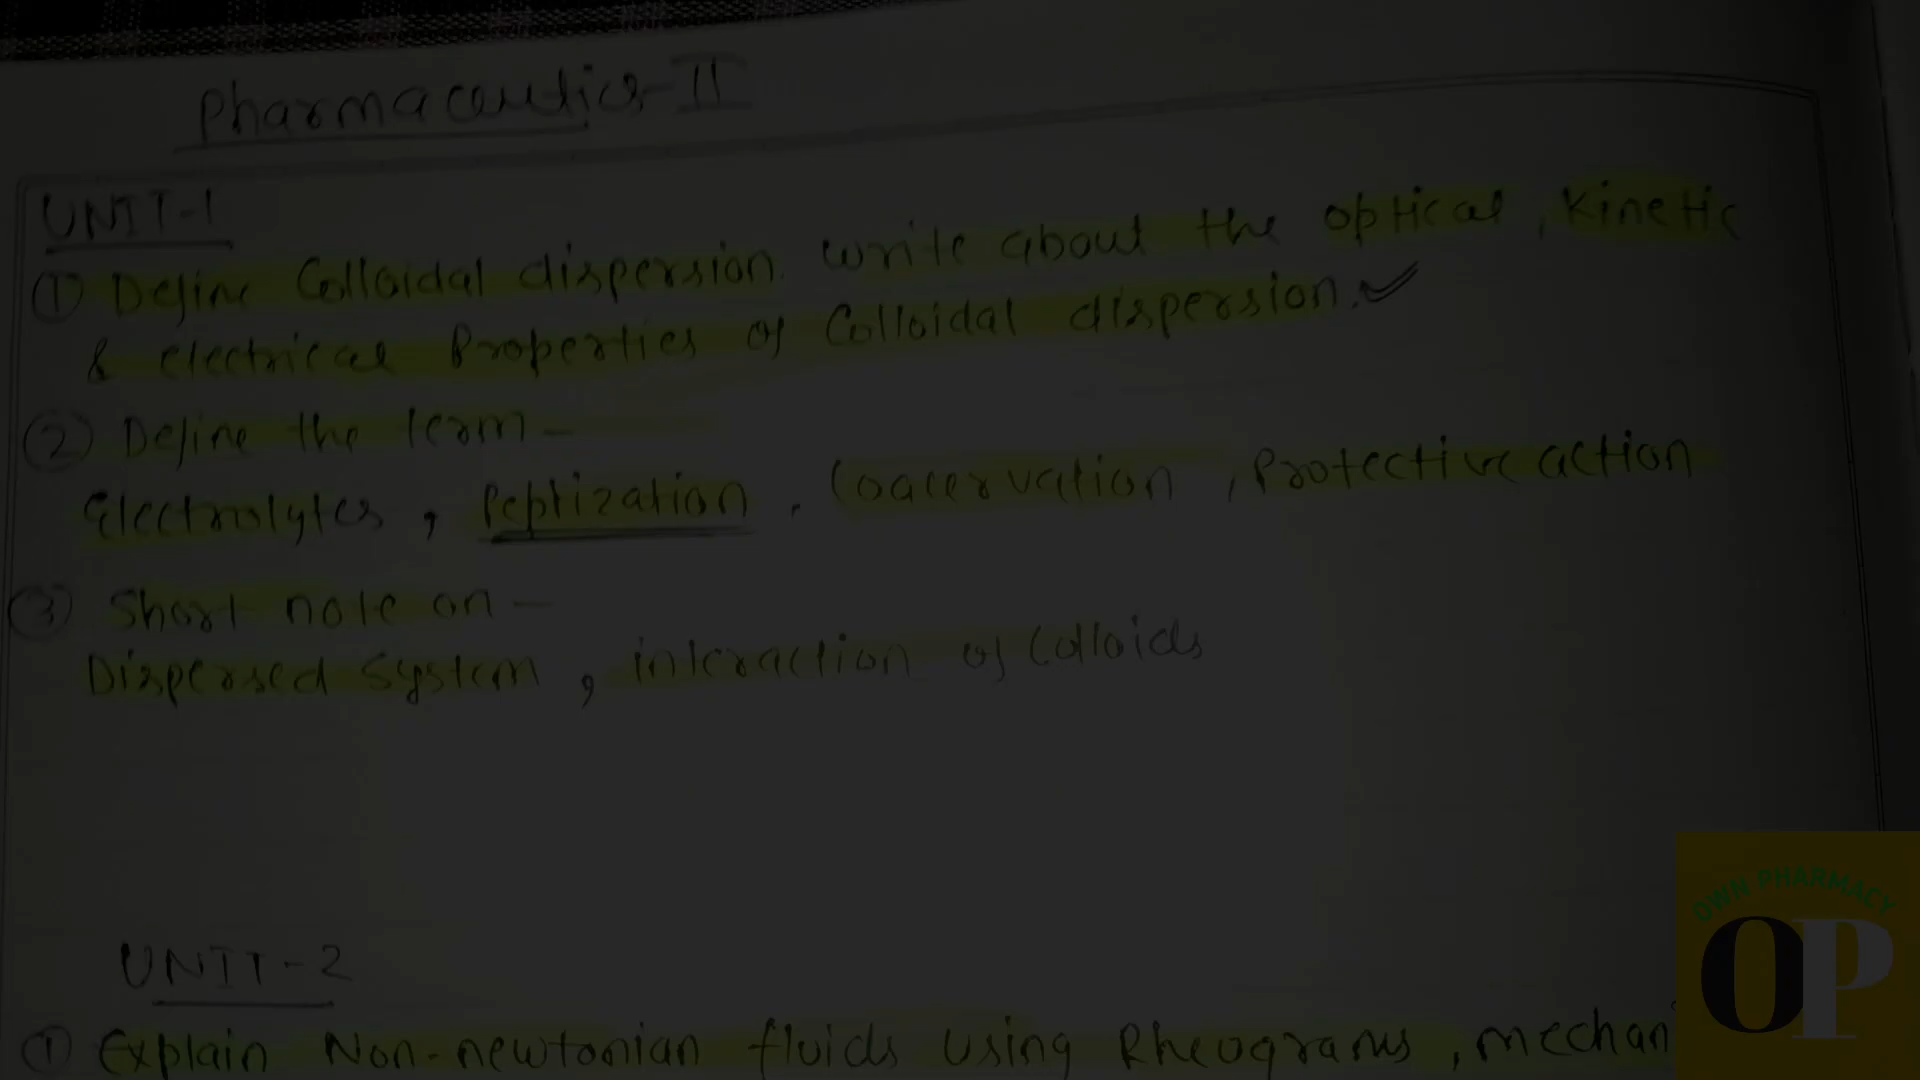 Pharmaceutics-II
UNIT-1
① Define Colloidal dispersion. write about the optical, Kinetic
& electrical Properties of Colloidal dispersion.
② Define the term -
Electrolytes, Peptization, Coacervation, Protective action
③ Short note on -
Dispersed System, interaction of Colloids
UNIT-2
① Explain Non-newtonian fluids using Rheograms, mechan
OWN PHARMACY
OP